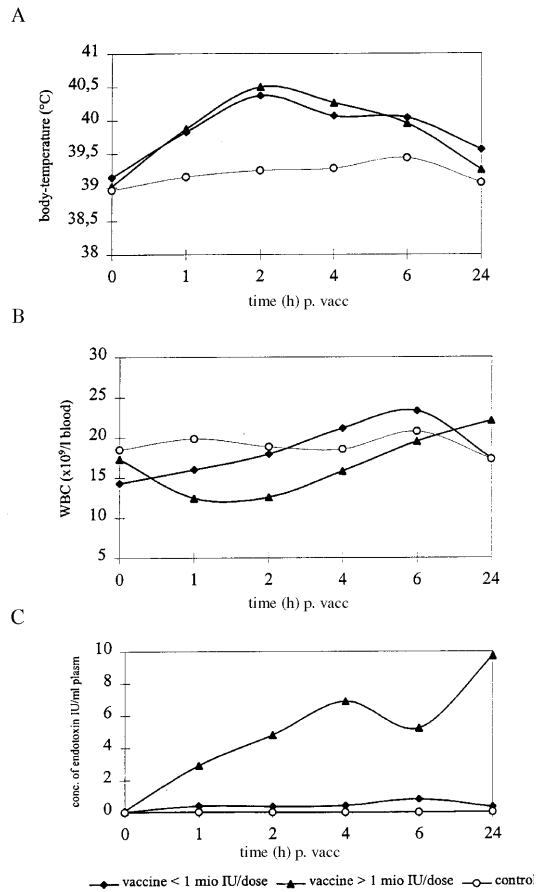 A
body-temperature (°C)
41
40,5
40
39,5
39
38,5
38
0 1 2 4 6 24
time (h) p. vacc
B
WBC (x10⁹/l blood)
30
25
20
15
10
5
0 1 2 4 6 24
time (h) p. vacc
C
conc. of endotoxin IU/ml plasm
10
8
6
4
2
0
0 1 2 4 6 24
time (h) p. vacc
vaccine < 1 mio IU/dose vaccine > 1 mio IU/dose control